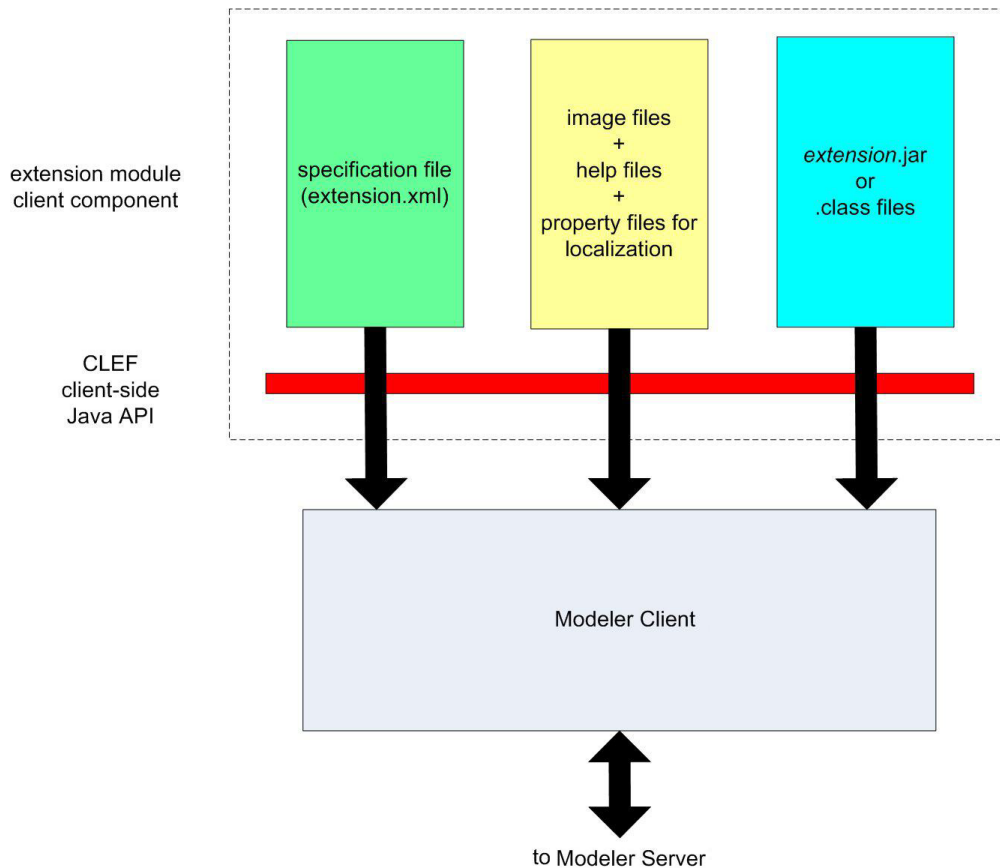 extension module
client component
specification file
(extension.xml)
image files
+
help files
+
property files for
localization
extension.jar
or
.class files
CLEF
client-side
Java API
Modeler Client
to Modeler Server